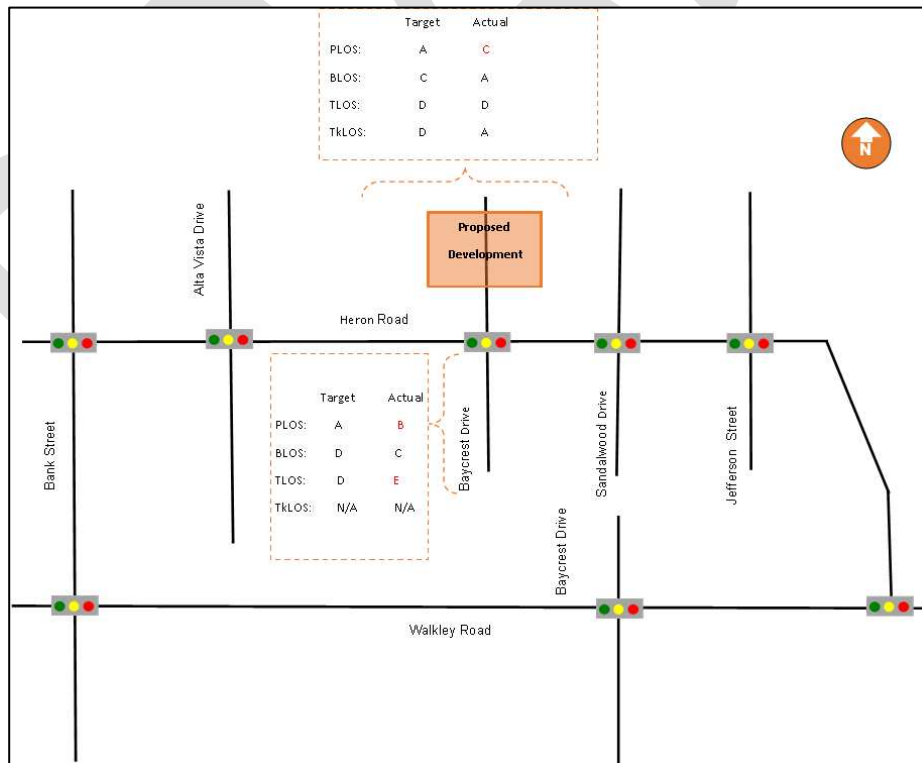 Target Actual
PLOS: A C
BLOS: C A
TLOS: D D
TkLOS: D A
N
Alta Vista Drive
Proposed
Development
Heron Road
Target Actual
PLOS: A B
BLOS: D C
TLOS: D E
TkLOS: N/A N/A
Bank Street
Baycrest Drive
Sandalwood Drive
Jefferson Street
Baycrest Drive
Walkley Road